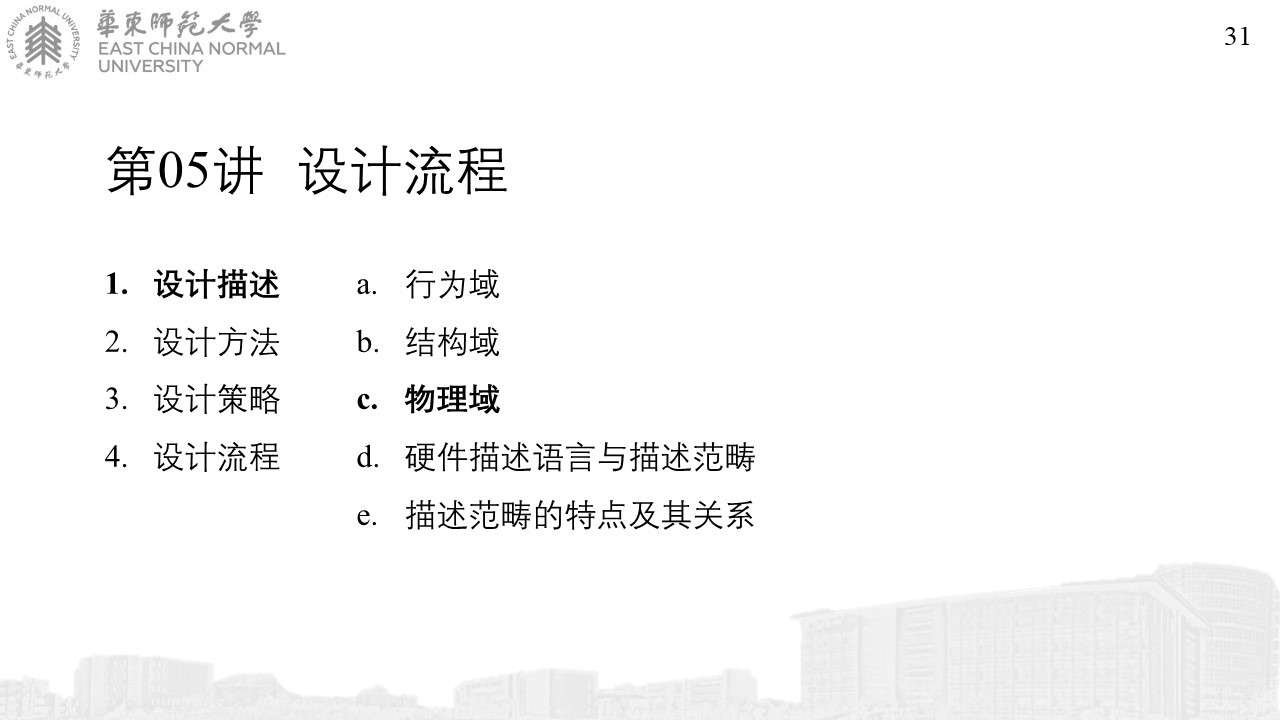 華東師範大學
EAST CHINA NORMAL
UNIVERSITY
EAST CHINA NORMAL UNIVERSITY
華東师范大学
31
第05讲 设计流程
1. 设计描述
2. 设计方法
3. 设计策略
4. 设计流程
a. 行为域
b. 结构域
c. 物理域
d. 硬件描述语言与描述范畴
e. 描述范畴的特点及其关系